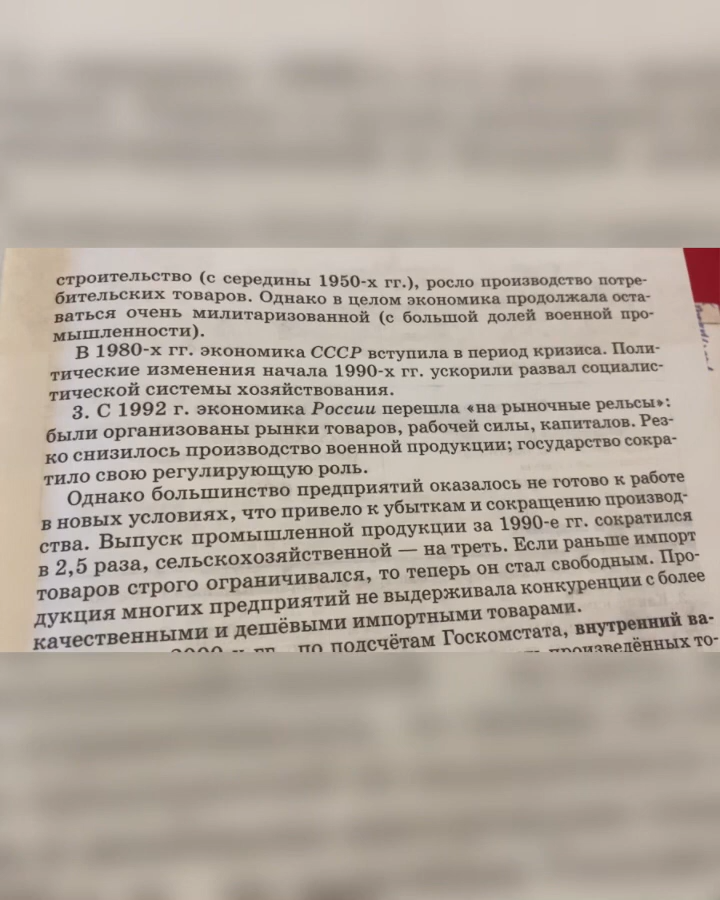 строительство (с середины 1950-х гг.), росло производство потре-
бительских товаров. Однако в целом экономика продолжала оста-
ваться очень милитаризованной (с большой долей военной про-
мышленности).
В 1980-х гг. экономика СССР вступила в период кризиса. Поли-
тические изменения начала 1990-х гг. ускорили развал социалис-
тической системы хозяйствования.
3. С 1992 г. экономика России перешла «на рыночные рельсы»:
были организованы рынки товаров, рабочей силы, капиталов. Рез-
ко снизилось производство военной продукции; государство сокра-
тило свою регулирующую роль.
Однако большинство предприятий оказалось не готово к работе
в новых условиях, что привело к убыткам и сокращению производ-
ства. Выпуск промышленной продукции за 1990-е гг. сократился
в 2,5 раза, сельскохозяйственной — на треть. Если раньше импорт
товаров строго ограничивался, то теперь он стал свободным. Про-
дукция многих предприятий не выдерживала конкуренции с более
качественными и дешёвыми импортными товарами.
2000-х гг., по подсчётам Госкомстата, внутренний ва-
произведённых то-